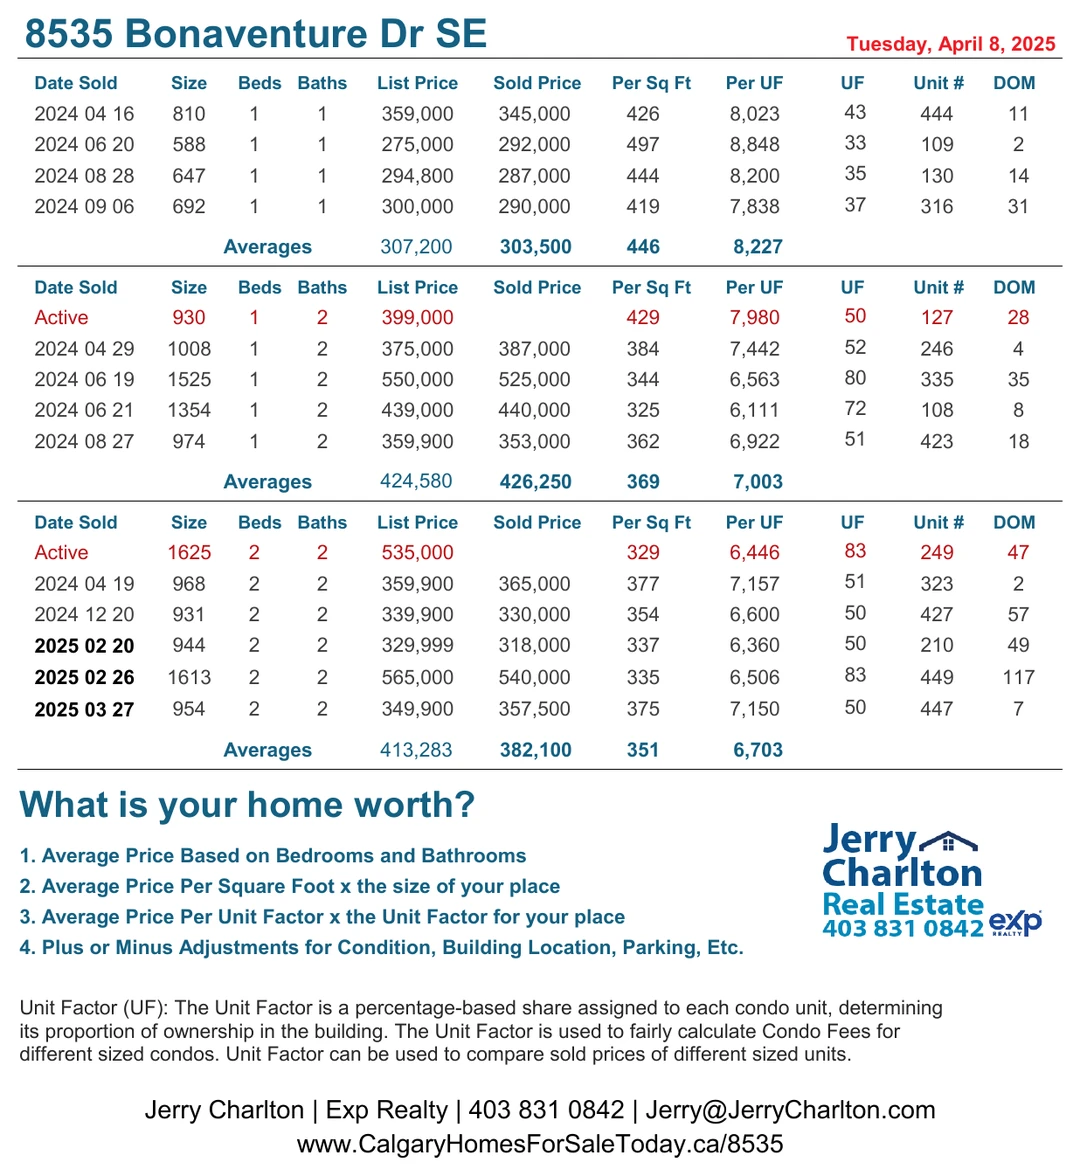 8535 Bonaventure Dr SE
Tuesday, April 8, 2025
Date Sold Size Beds Baths List Price Sold Price Per Sq Ft Per UF UF Unit # DOM
2024 04 16 810 1 1 359,000 345,000 426 8,023 43 444 11
2024 06 20 588 1 1 275,000 292,000 497 8,848 33 109 2
2024 08 28 647 1 1 294,800 287,000 444 8,200 35 130 14
2024 09 06 692 1 1 300,000 290,000 419 7,838 37 316 31
Averages 307,200 303,500 446 8,227
Date Sold Size Beds Baths List Price Sold Price Per Sq Ft Per UF UF Unit # DOM
Active 930 1 2 399,000 429 7,980 50 127 28
2024 04 29 1008 1 2 375,000 387,000 384 7,442 52 246 4
2024 06 19 1525 1 2 550,000 525,000 344 6,563 80 335 35
2024 06 21 1354 1 2 439,000 440,000 325 6,111 72 108 8
2024 08 27 974 1 2 359,900 353,000 362 6,922 51 423 18
Averages 424,580 426,250 369 7,003
Date Sold Size Beds Baths List Price Sold Price Per Sq Ft Per UF UF Unit # DOM
Active 1625 2 2 535,000 329 6,446 83 249 47
2024 04 19 968 2 2 359,900 365,000 377 7,157 51 323 2
2024 12 20 931 2 2 339,900 330,000 354 6,600 50 427 57
2025 02 20 944 2 2 329,999 318,000 337 6,360 50 210 49
2025 02 26 1613 2 2 565,000 540,000 335 6,506 83 449 117
2025 03 27 954 2 2 349,900 357,500 375 7,150 50 447 7
Averages 413,283 382,100 351 6,703
What is your home worth?
1. Average Price Based on Bedrooms and Bathrooms
2. Average Price Per Square Foot x the size of your place
3. Average Price Per Unit Factor x the Unit Factor for your place
4. Plus or Minus Adjustments for Condition, Building Location, Parking, Etc.
Jerry
Charlton
Real Estate
403 831 0842
exp
REALTY
Unit Factor (UF): The Unit Factor is a percentage-based share assigned to each condo unit, determining
its proportion of ownership in the building. The Unit Factor is used to fairly calculate Condo Fees for
different sized condos. Unit Factor can be used to compare sold prices of different sized units.
Jerry Charlton | Exp Realty | 403 831 0842 | Jerry@JerryCharlton.com
www.CalgaryHomesForSaleToday.ca/8535